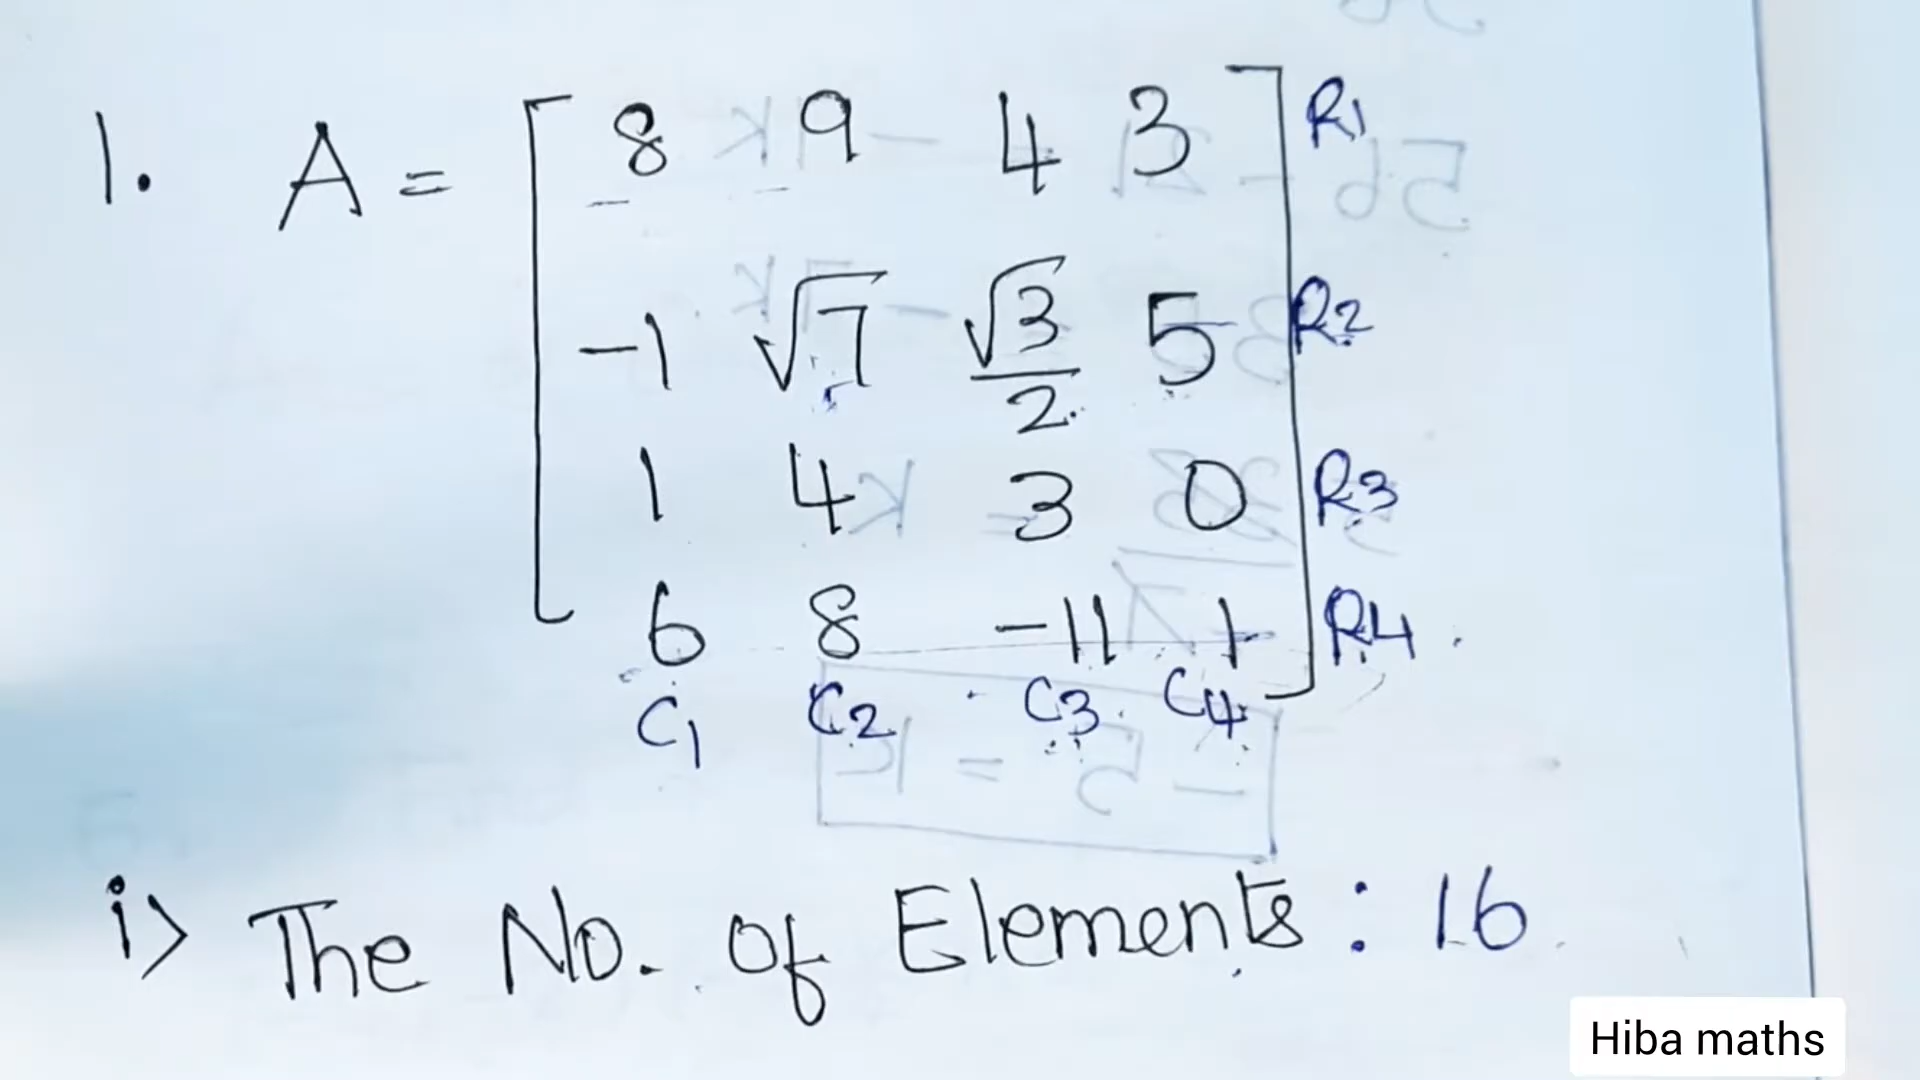 1. A = [ 8 9 4 3 ] R1
-1 √7 √3/2 5 R2
1 4 3 0 R3
6 8 -11 1 R4.
C1 C2 C3 C4
i) The No. of Elements : 16
Hiba maths